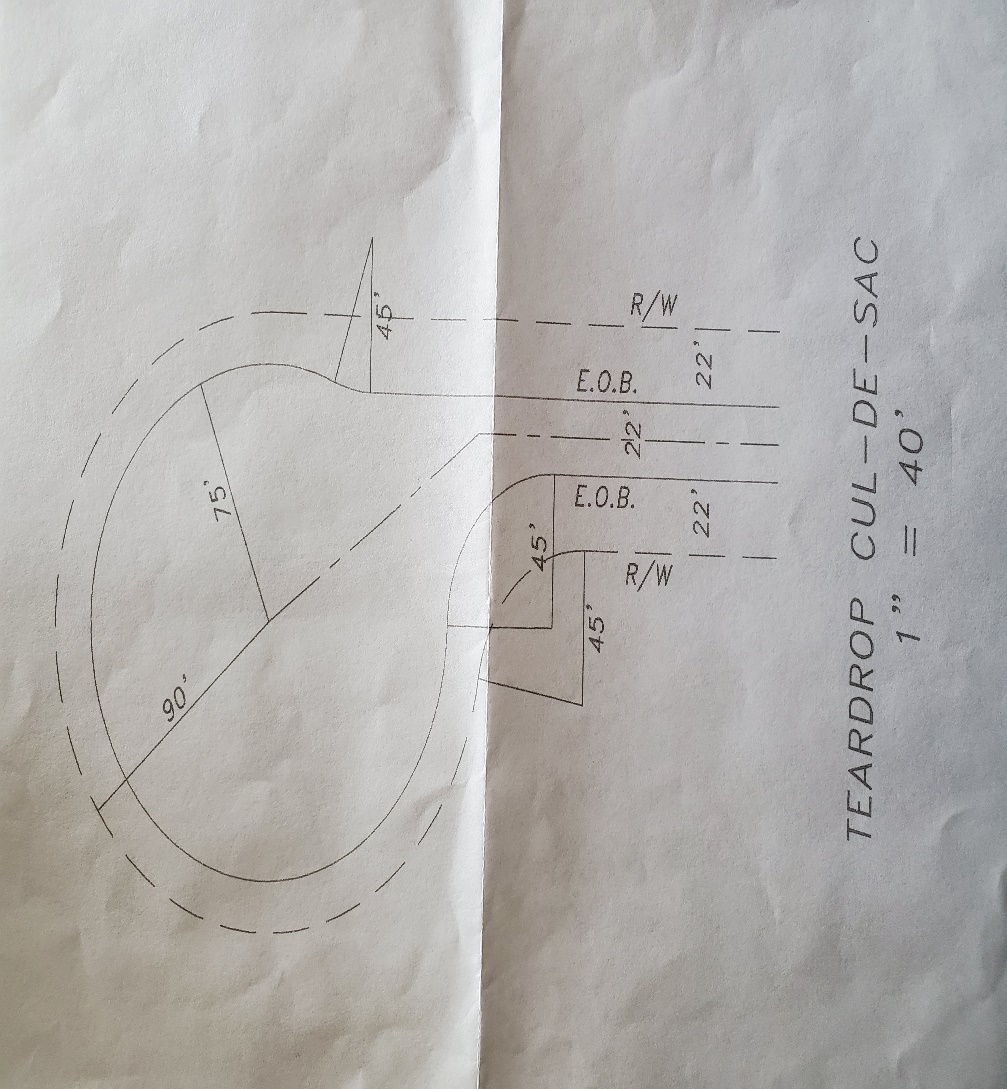 90'
75'
45'
R/W
22'
E.O.B.
22'
E.O.B.
22'
45'
R/W
45'
TEARDROP CUL-DE-SAC
1" = 40'